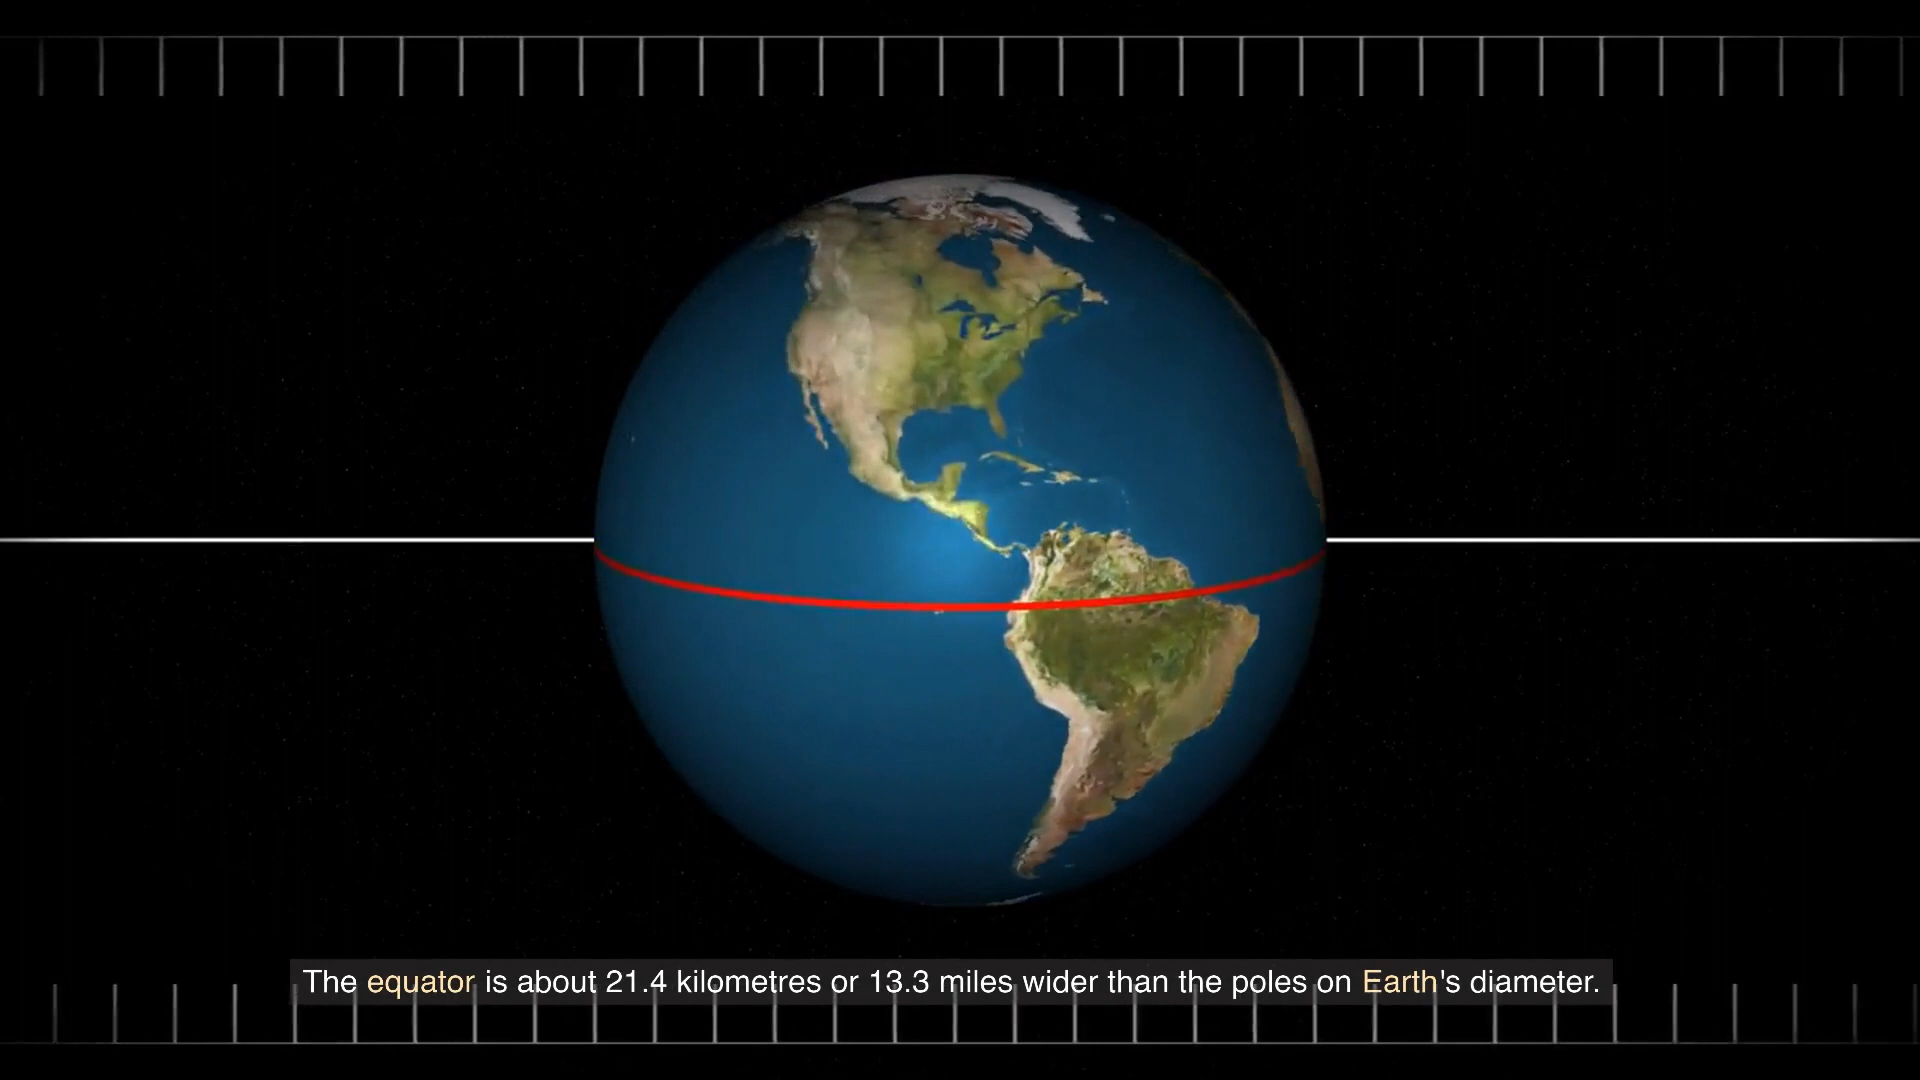 The equator is about 21.4 kilometres or 13.3 miles wider than the poles on Earth's diameter.